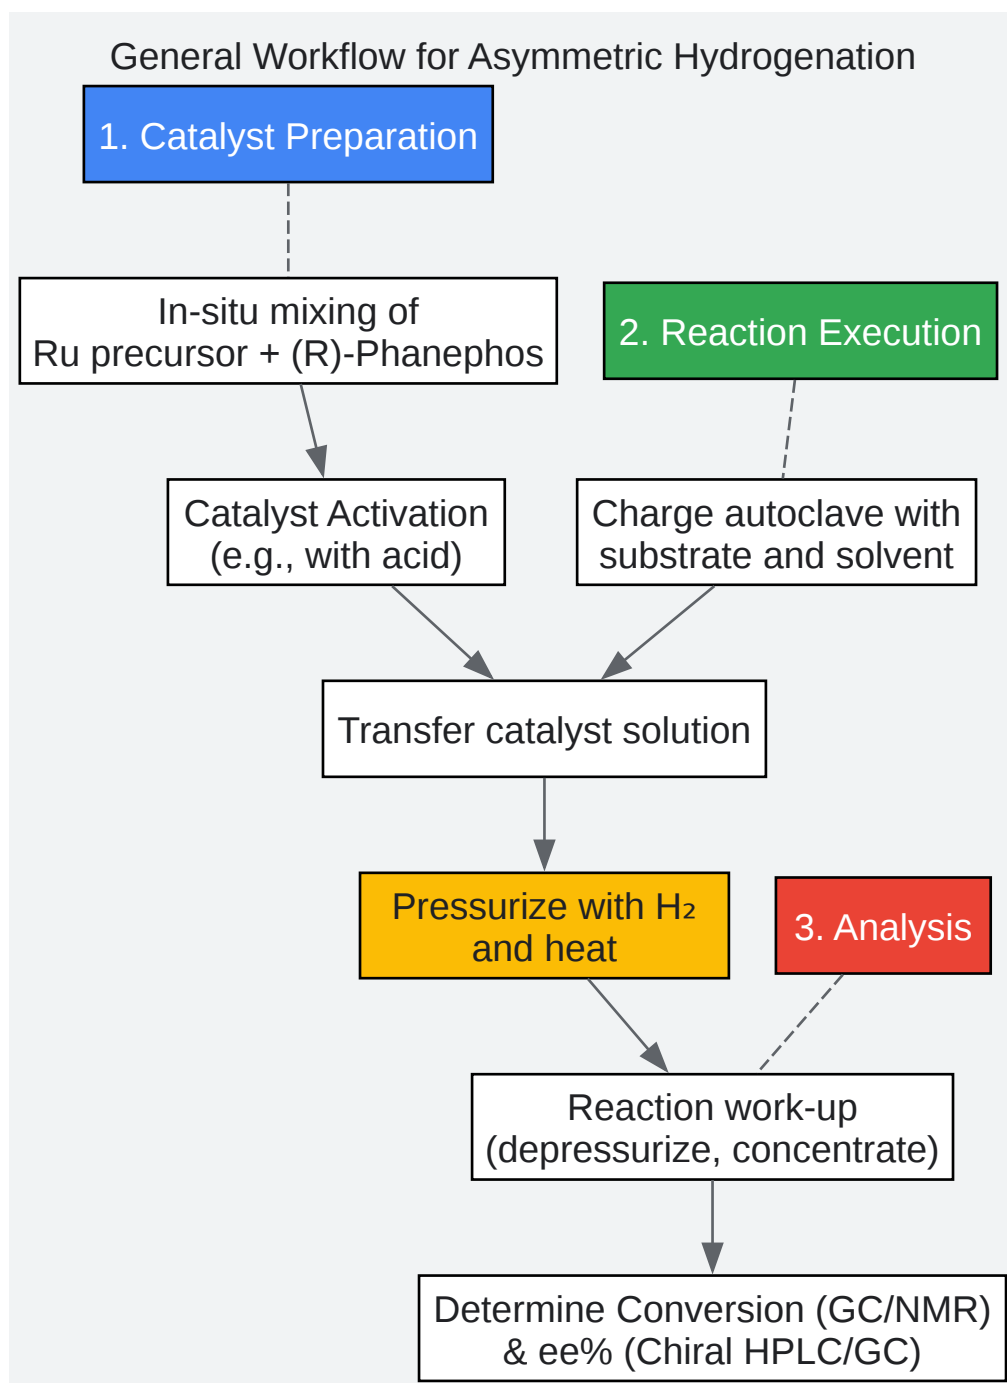 General Workflow for Asymmetric Hydrogenation
1. Catalyst Preparation
In-situ mixing of
Ru precursor + (R)-Phanephos
2. Reaction Execution
Catalyst Activation
(e.g., with acid)
Charge autoclave with
substrate and solvent
Transfer catalyst solution
Pressurize with H₂
and heat
3. Analysis
Reaction work-up
(depressurize, concentrate)
Determine Conversion (GC/NMR)
& ee% (Chiral HPLC/GC)